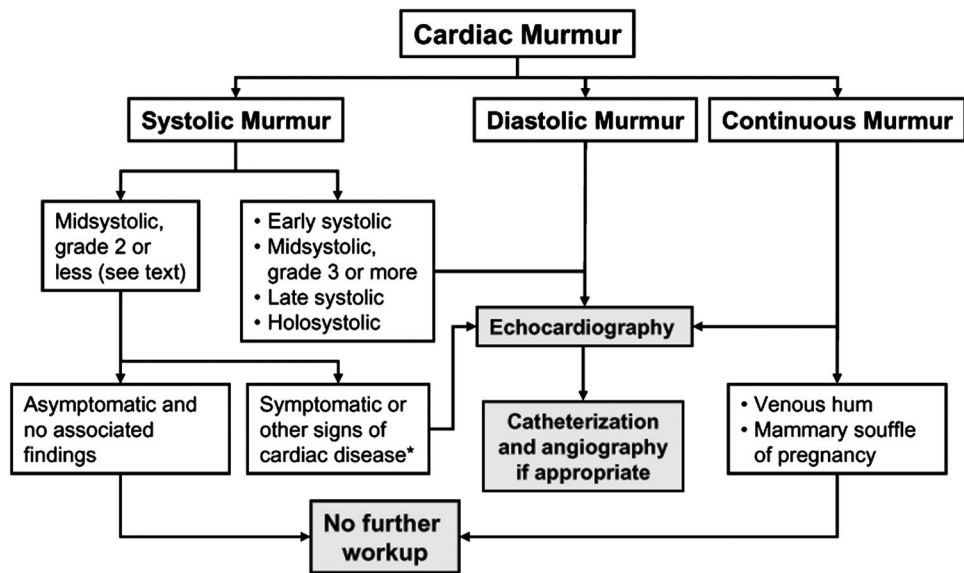 Cardiac Murmur
Systolic Murmur
Diastolic Murmur
Continuous Murmur
Midsystolic,
grade 2 or
less (see text)
• Early systolic
• Midsystolic,
grade 3 or more
• Late systolic
• Holosystolic
Echocardiography
Asymptomatic and
no associated
findings
Symptomatic or
other signs of
cardiac disease*
Catheterization
and angiography
if appropriate
• Venous hum
• Mammary souffle
of pregnancy
No further
workup